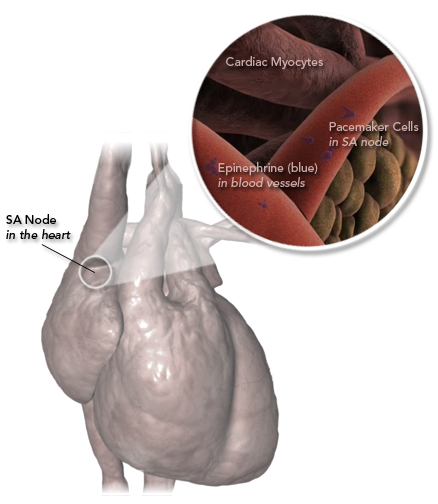 Cardiac Myocytes
Pacemaker Cells
in SA node
Epinephrine (blue)
in blood vessels
SA Node
in the heart